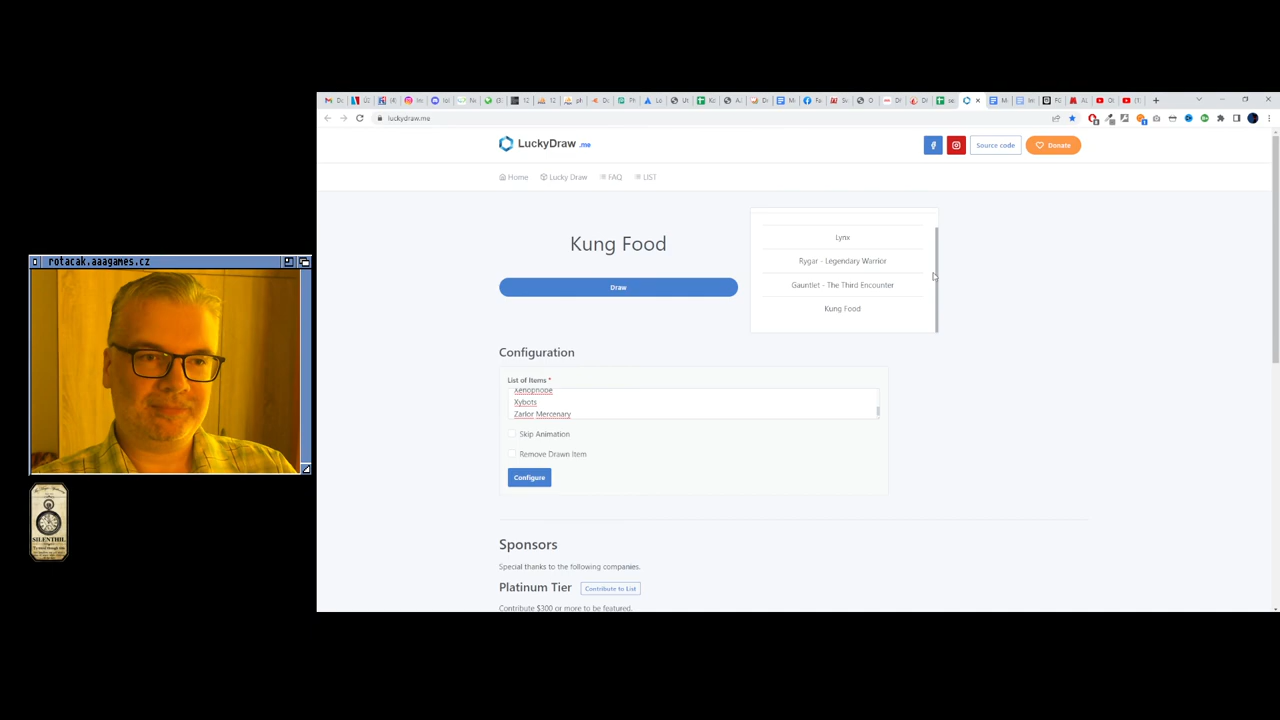 luckydraw.me
LuckyDraw .me
Source code
Donate
Home
Lucky Draw
FAQ
LIST
Kung Food
Draw
Lynx
Rygar - Legendary Warrior
Gauntlet - The Third Encounter
Kung Food
Configuration
List of Items *
Xenophobe
Xybots
Zarlor Mercenary
Skip Animation
Remove Drawn Item
Configure
Sponsors
Special thanks to the following companies.
Platinum Tier
Contribute to List
Contribute $300 or more to be featured.
rotacak.aaagames.cz